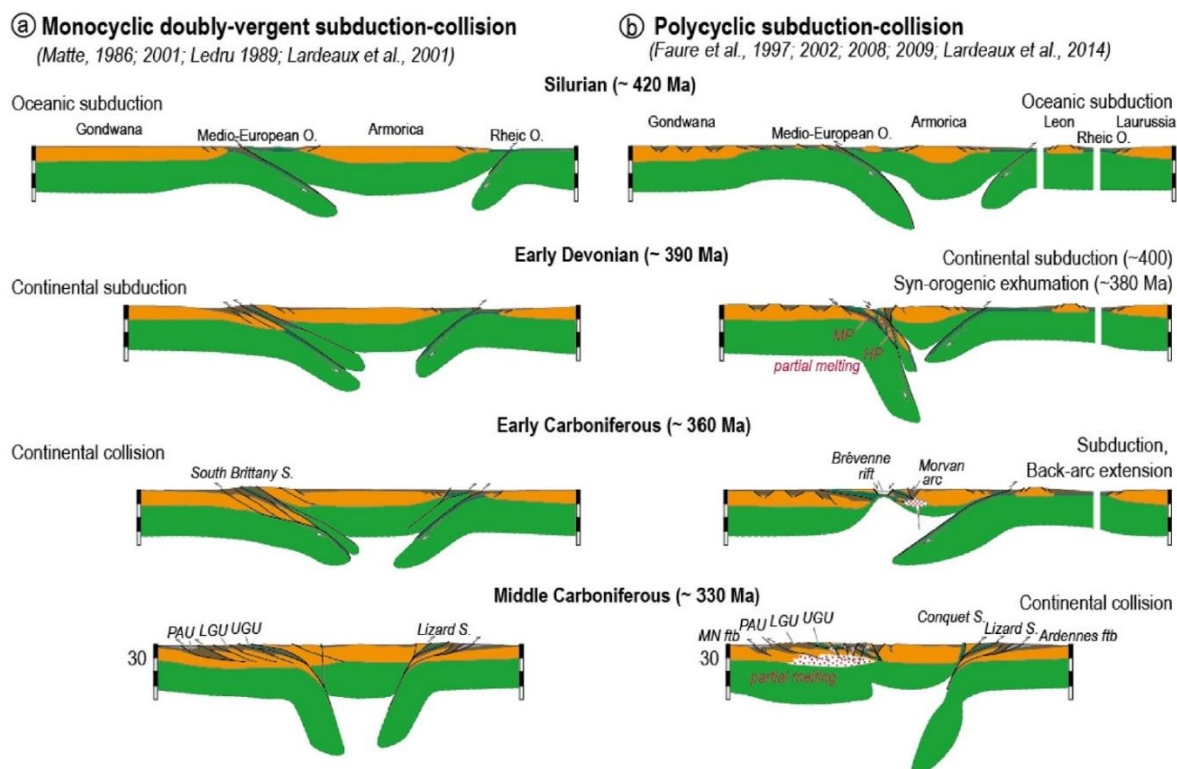 ⓐ Monocyclic doubly-vergent subduction-collision
(Matte, 1986; 2001; Ledru 1989; Lardeaux et al., 2001)
ⓑ Polycyclic subduction-collision
(Faure et al., 1997; 2002; 2008; 2009; Lardeaux et al., 2014)
Silurian (~ 420 Ma)
Oceanic subduction
Gondwana Medio-European O. Armorica Rheic O.
Oceanic subduction
Gondwana Medio-European O. Armorica Leon Rheic O. Laurussia
Early Devonian (~ 390 Ma)
Continental subduction
Continental subduction (~400)
Syn-orogenic exhumation (~380 Ma)
MP
HP
partial melting
Early Carboniferous (~ 360 Ma)
Continental collision
South Brittany S.
Subduction,
Back-arc extension
Brévenne
rift
Morvan
arc
Middle Carboniferous (~ 330 Ma)
PAU LGU UGU Lizard S.
30
Continental collision
MN ftb PAU LGU UGU Conquet S. Lizard S. Ardennes ftb
30
partial melting